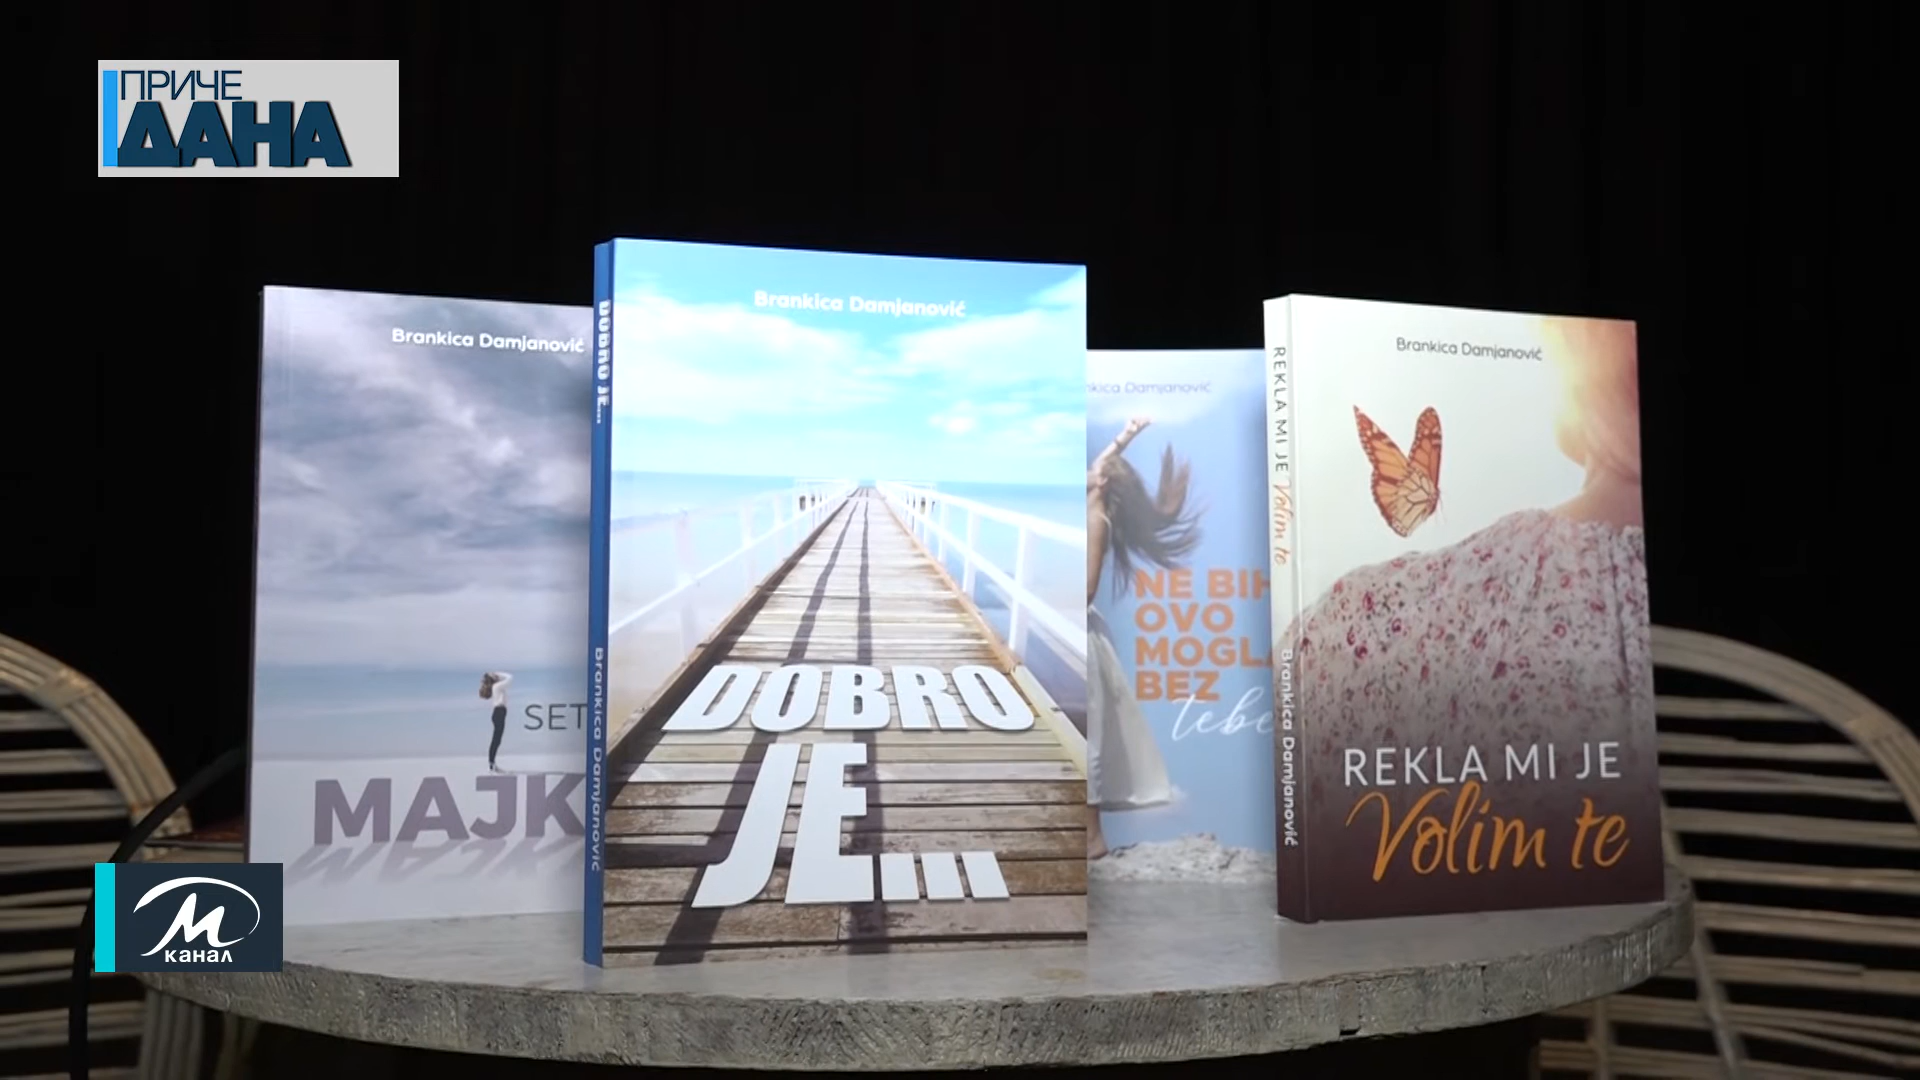 ПРИЧЕ
ДАНА
Brankica Damjanović
SET
MAJK
DOBRO JE...
Brankica Damjanović
Brankica Damjanović
DOBRO
JE...
Damjanović
NE BIH
OVO
MOGLA
BEZ
tebe
REKLA MI JE Volim te
Brankica Damjanović
Brankica Damjanović
REKLA MI JE
Volim te
М
канал